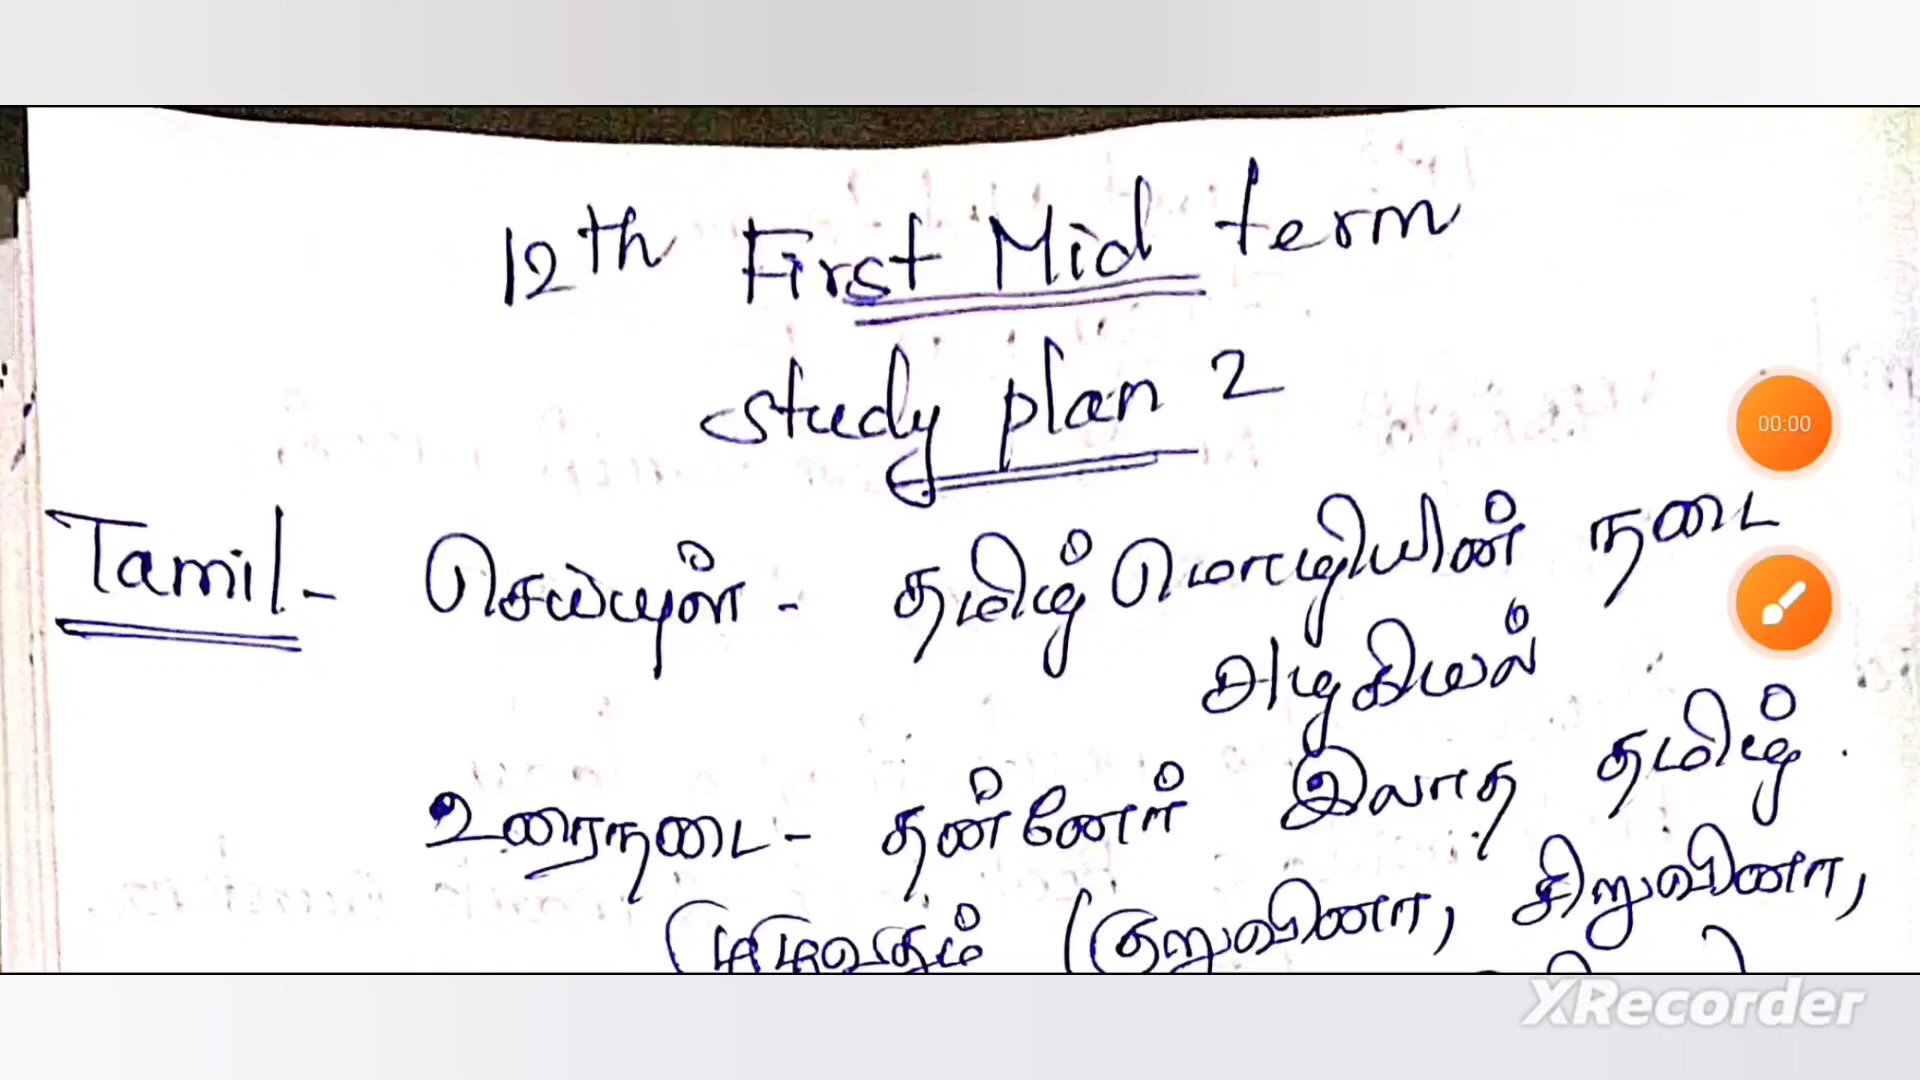 12th First Mid term
study plan 2
00:00
Tamil - செய்யுள் - தமிழ் மொழியின் நடை
அழகியல்
உரைநடை - தன்னேர் இலாத தமிழ்.
முழுவதும் (குறுவினா, சிறுவினா,
XRecorder